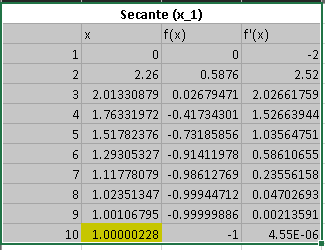 Secante (x_1)
x f(x) f'(x)
1 0 0 -2
2 2.26 0.5876 2.52
3 2.01330879 0.02679471 2.02661759
4 1.76331972 -0.41734301 1.52663944
5 1.51782376 -0.73185856 1.03564751
6 1.29305327 -0.91411978 0.58610655
7 1.11778079 -0.98612769 0.23556158
8 1.02351347 -0.99944712 0.04702693
9 1.00106795 -0.99999886 0.00213591
10 1.00000228 -1 4.55E-06